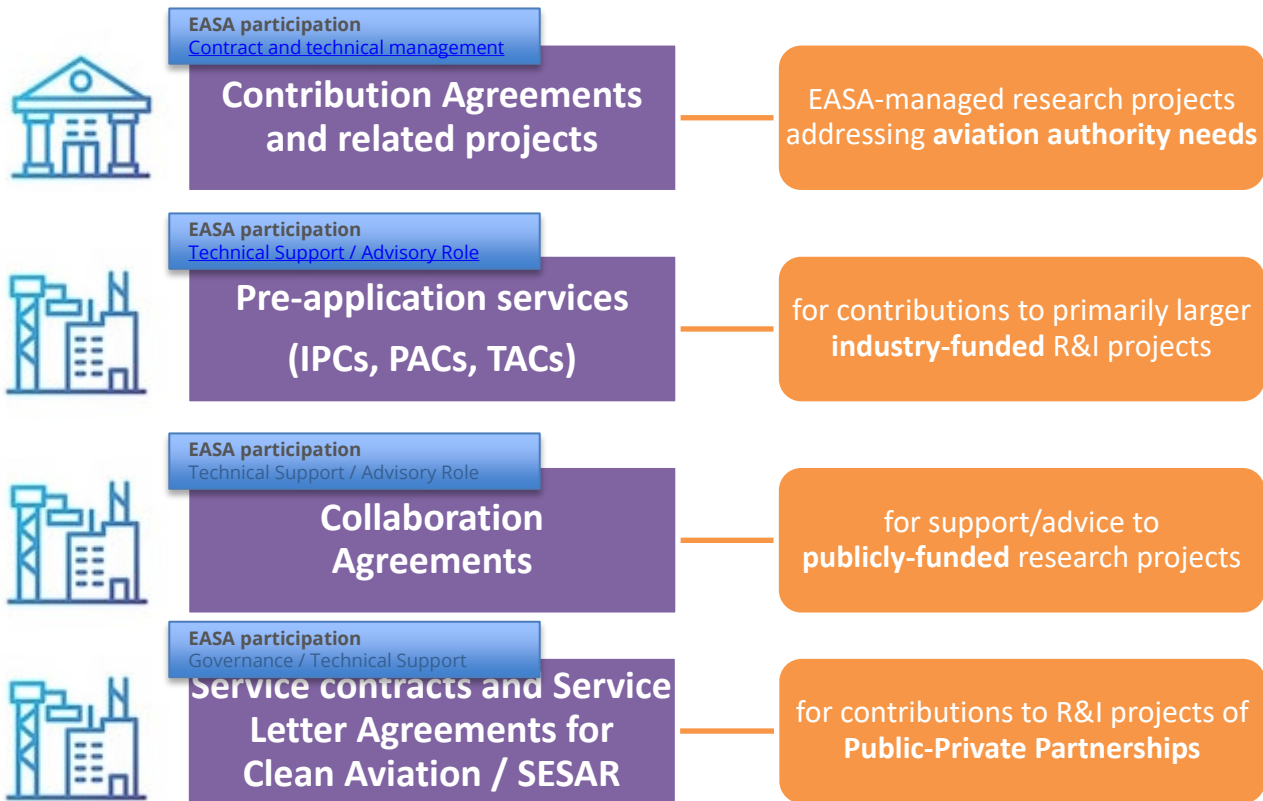 EASA participation
Contract and technical management
Contribution Agreements
and related projects
EASA-managed research projects
addressing aviation authority needs
EASA participation
Technical Support / Advisory Role
Pre-application services
(IPCs, PACs, TACs)
for contributions to primarily larger
industry-funded R&I projects
EASA participation
Technical Support / Advisory Role
Collaboration
Agreements
for support/advice to
publicly-funded research projects
EASA participation
Governance / Technical Support
Service contracts and Service
Letter Agreements for
Clean Aviation / SESAR
for contributions to R&I projects of
Public-Private Partnerships